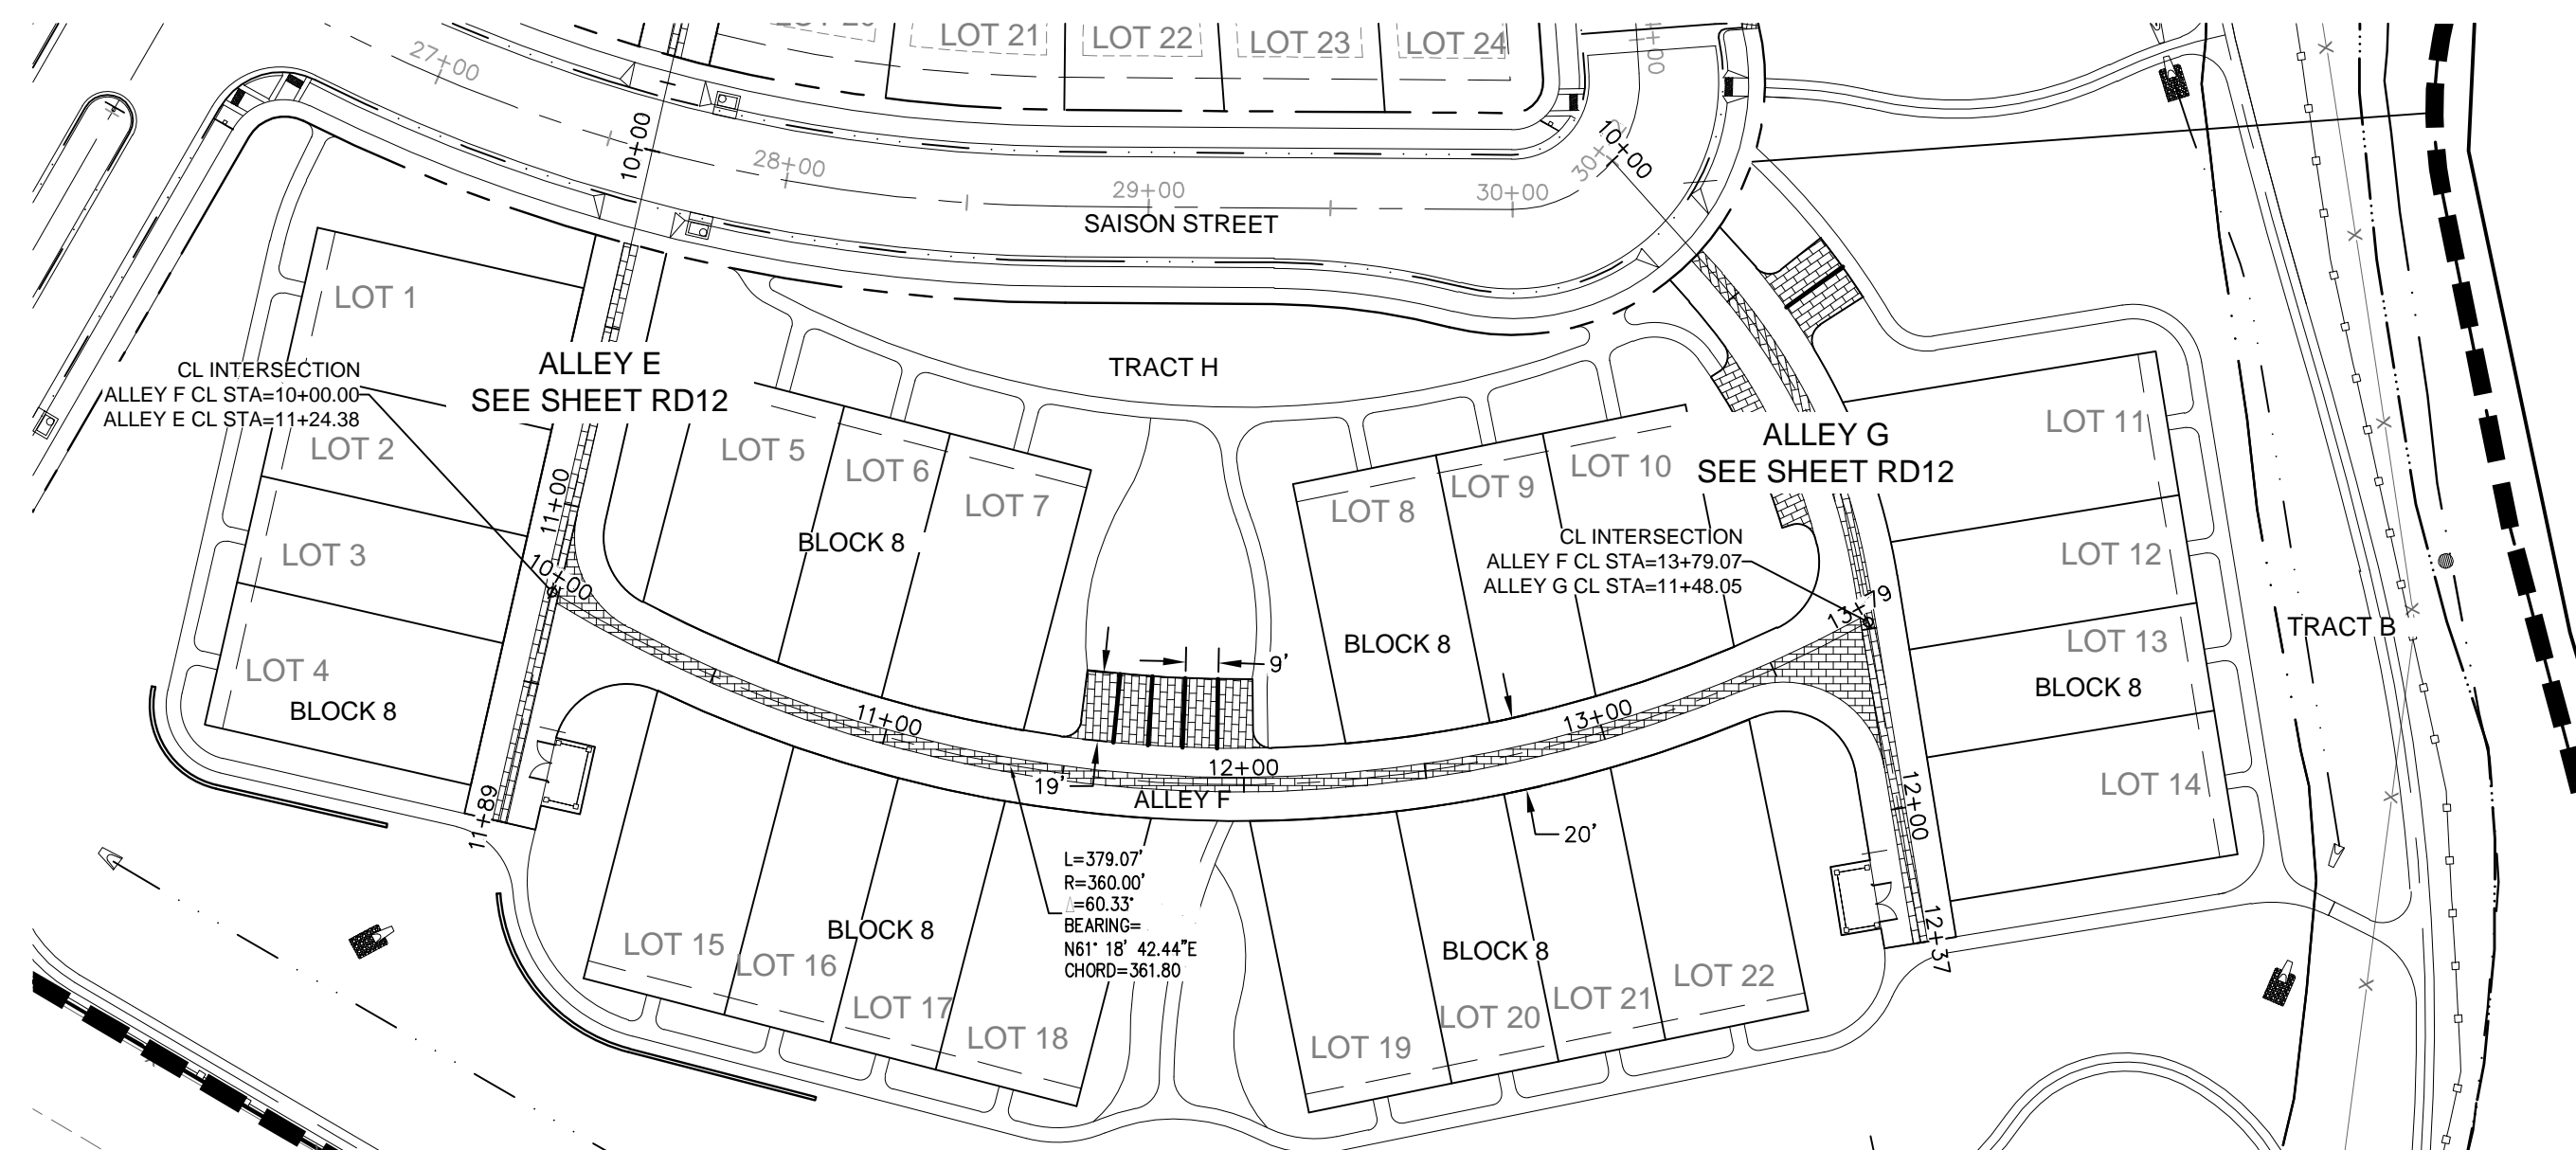 LOT 21
LOT 22
LOT 23
LOT 24
27+00
10+00
28+00
29+00
30+00
10+00
SAISON STREET
LOT 1
CL INTERSECTION
ALLEY F CL STA=10+00.00
ALLEY E CL STA=11+24.38
ALLEY E
SEE SHEET RD12
TRACT H
LOT 2
LOT 3
LOT 4
BLOCK 8
11+00
10+00
11+89
LOT 5
LOT 6
LOT 7
BLOCK 8
LOT 8
LOT 9
LOT 10
BLOCK 8
ALLEY G
SEE SHEET RD12
CL INTERSECTION
ALLEY F CL STA=13+79.07
ALLEY G CL STA=11+48.05
LOT 11
LOT 12
LOT 13
BLOCK 8
LOT 14
TRACT B
9'
11+00
19'
12+00
ALLEY F
13+00
20'
12+00
12+37
L=379.07'
R=360.00'
Δ=60.33°
BEARING=
N61° 18' 42.44"E
CHORD=361.80
LOT 15
LOT 16
LOT 17
LOT 18
BLOCK 8
LOT 19
LOT 20
LOT 21
LOT 22
BLOCK 8